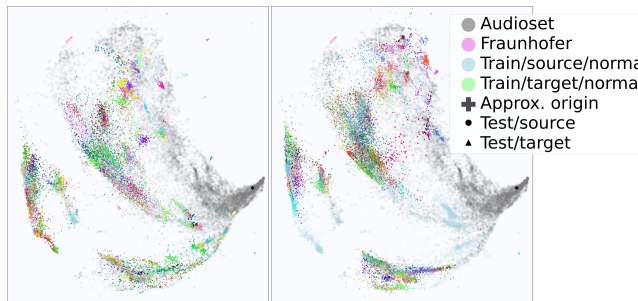 Audioset
Fraunhofer
Train/source/norma
Train/target/norma
Approx. origin
Test/source
Test/target